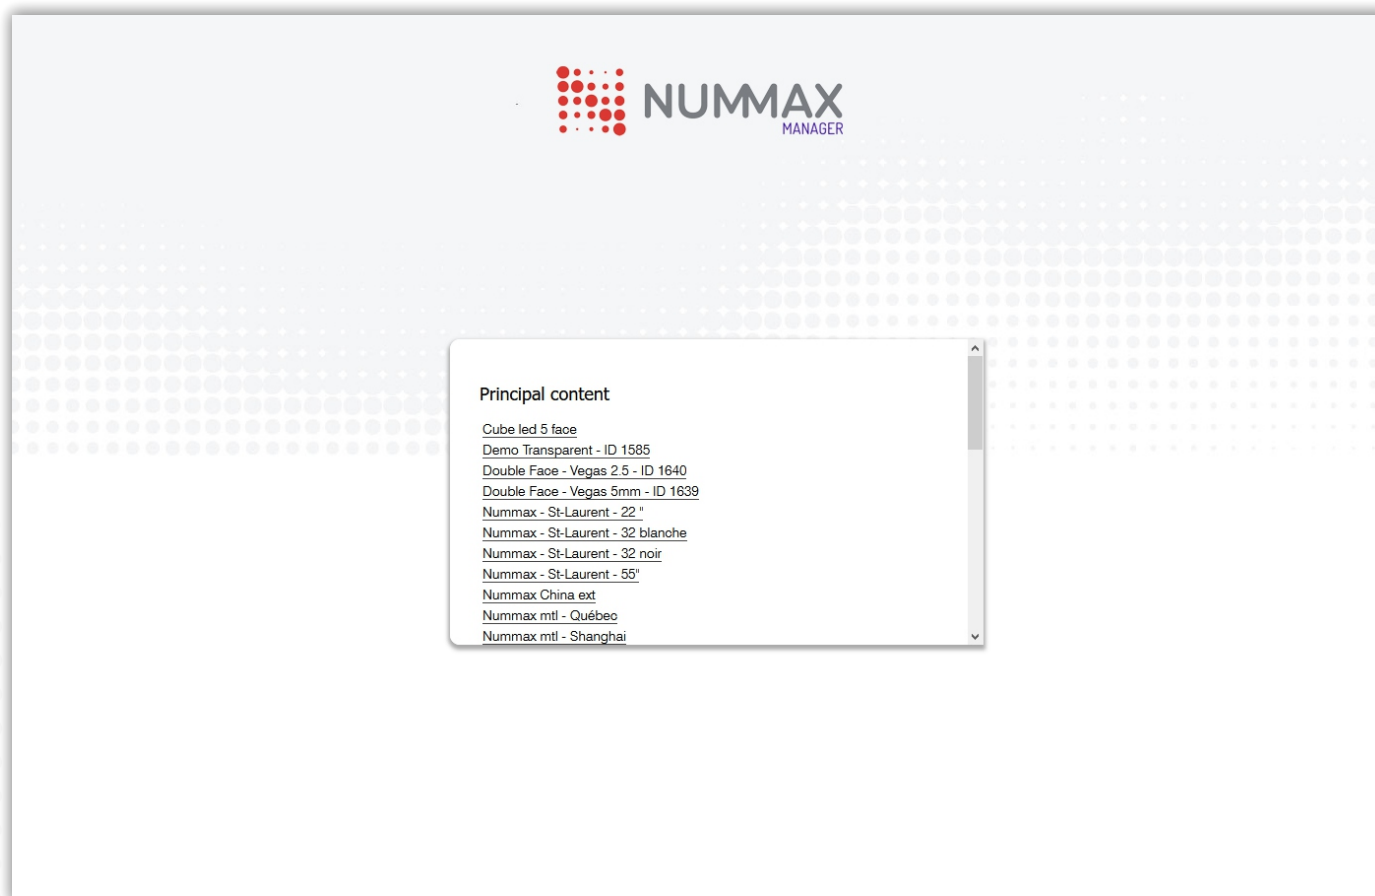 NUMMAX
MANAGER
Principal content
Cube led 5 face
Demo Transparent - ID 1585
Double Face - Vegas 2.5 - ID 1640
Double Face - Vegas 5mm - ID 1639
Nummax - St-Laurent - 22 "
Nummax - St-Laurent - 32 blanche
Nummax - St-Laurent - 32 noir
Nummax - St-Laurent - 55"
Nummax China ext
Nummax mtl - Québec
Nummax mtl - Shanghai